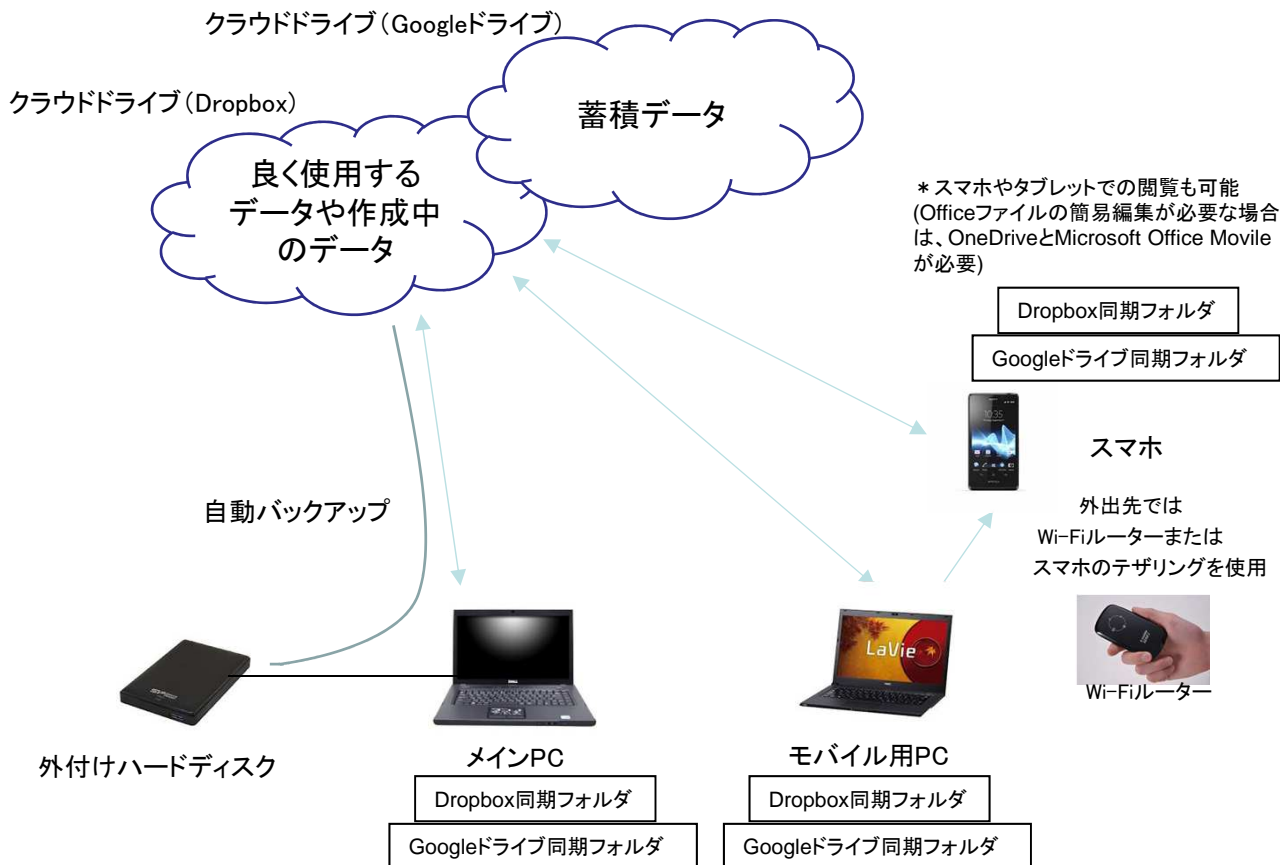 クラウドドライブ（Googleドライブ）
クラウドドライブ（Dropbox）
蓄積データ
良く使用する
データや作成中
のデータ
＊スマホやタブレットでの閲覧も可能
(Officeファイルの簡易編集が必要な場合
は、OneDriveとMicrosoft Office Movile
が必要)
Dropbox同期フォルダ
Googleドライブ同期フォルダ
10:35
スマホ
自動バックアップ
外出先では
Wi-Fiルーターまたは
スマホのテザリングを使用
LaVie
Wi-Fiルーター
外付けハードディスク
メインPC
モバイル用PC
Dropbox同期フォルダ
Googleドライブ同期フォルダ
Dropbox同期フォルダ
Googleドライブ同期フォルダ